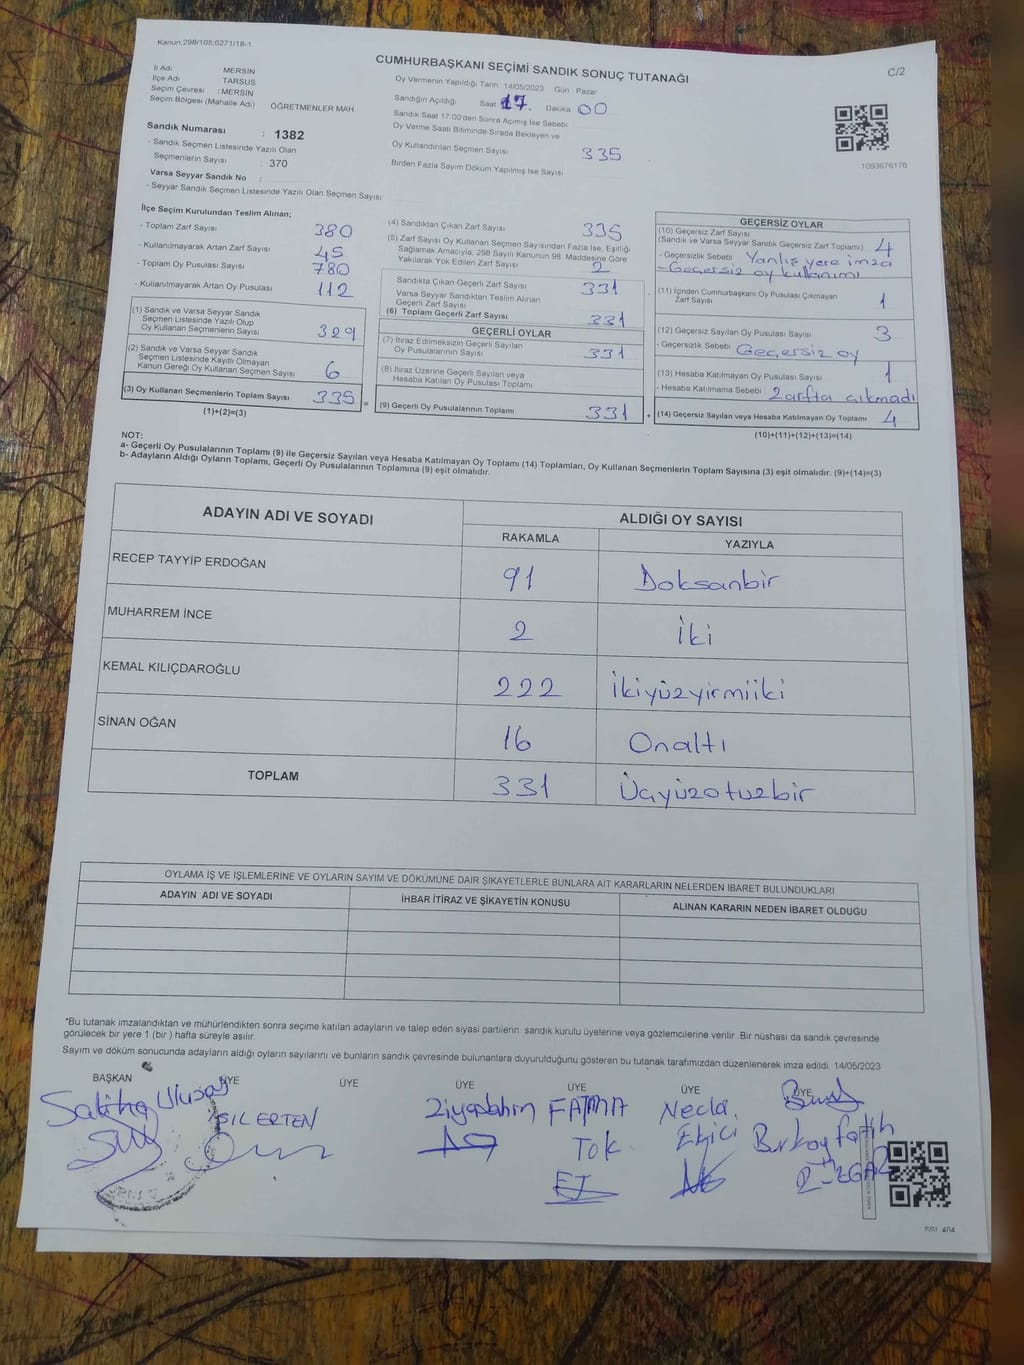 Kanun:298/105,6271/18-1
CUMHURBAŞKANI SEÇİMİ SANDIK SONUÇ TUTANAĞI
C/2
İl Adı MERSİN
İlçe Adı TARSUS
Seçim Çevresi : MERSİN
Seçim Bölgesi (Mahalle Adı) ÖĞRETMENLER MAH
Sandık Numarası : 1382
- Sandık Seçmen Listesinde Yazılı Olan
Seçmenlerin Sayısı : 370
Varsa Seyyar Sandık No :
- Seyyar Sandık Seçmen Listesinde Yazılı Olan Seçmen Sayısı
Oy Vermenin Yapıldığı Tarih :14/05/2023 Gün : Pazar
Sandığın Açıldığı Saat 17. Dakika 00
Sandık Saat 17:00'den Sonra Açımış İse Sebebi
Oy Verme Saati Bitiminde Sırada Bekleyen ve
Oy Kullandırılan Seçmen Sayısı 335
Birden Fazla Sayım Döküm Yapılmış İse Sayısı
1093676176
İlçe Seçim Kurulundan Teslim Alınan;
- Toplam Zarf Sayısı 380
- Kullanılmayarak Artan Zarf Sayısı 45
- Toplam Oy Pusulası Sayısı 780
- Kullanılmayarak Artan Oy Pusulası 112
(1) Sandık ve Varsa Seyyar Sandık
Seçmen Listesinde Yazılı Olup
Oy Kullanan Seçmenlerin Sayısı 329
(2) Sandık ve Varsa Seyyar Sandık
Seçmen Listesinde Kayıtlı Olmayan
Kanun Gereği Oy Kullanan Seçmen Sayısı 6
(3) Oy Kullanan Seçmenlerin Toplam Sayısı 335 =
(1)+(2)=(3)
(4) Sandıktan Çıkan Zarf Sayısı 335
(5) Zarf Sayısı Oy Kullanan Seçmen Sayısından Fazla İse, Eşitliği
Sağlamak Amacıyla, 298 Sayılı Kanunun 98. Maddesine Göre
Yakılarak Yok Edilen Zarf Sayısı 2
Sandıkta Çıkan Geçerli Zarf Sayısı 331
Varsa Seyyar Sandıktan Teslim Alınan
Geçerli Zarf Sayısı
(6) Toplam Geçerli Zarf Sayısı 331
GEÇERLİ OYLAR
(7) İtiraz Edilmeksizin Geçerli Sayılan
Oy Pusulalarının Sayısı 331
(8) İtiraz Üzerine Geçerli Sayılan veya
Hesaba Katılan Oy Pusulası Toplamı
(9) Geçerli Oy Pusulalarının Toplamı 331 +
GEÇERSİZ OYLAR
(10) Geçersiz Zarf Sayısı
(Sandık ve Varsa Seyyar Sandık Geçersiz Zarf Toplamı) 4
- Geçersizlik Sebebi Yanlış yere imza
-Geçersiz oy kullanımı
(11) İçinden Cumhurbaşkanı Oy Pusulası Çıkmayan
Zarf Sayısı 1
(12) Geçersiz Sayılan Oy Pusulası Sayısı 3
- Geçersizlik Sebebi Geçersiz oy
(13) Hesaba Katılmayan Oy Pusulası Sayısı 1
- Hesaba Katılmama Sebebi Zarfta çıkmadı
(14) Geçersiz Sayılan veya Hesaba Katılmayan Oy Toplamı 4
(10)+(11)+(12)+(13)=(14)
NOT:
a- Geçerli Oy Pusulalarının Toplamı (9) ile Geçersiz Sayılan veya Hesaba Katılmayan Oy Toplamı (14) Toplamları, Oy Kullanan Seçmenlerin Toplam Sayısına (3) eşit olmalıdır. (9)+(14)=(3)
b- Adayların Aldığı Oyların Toplamı, Geçerli Oy Pusulalarının Toplamına (9) eşit olmalıdır.
ADAYIN ADI VE SOYADI ALDIĞI OY SAYISI
RAKAMLA YAZIYLA
RECEP TAYYİP ERDOĞAN 91 Doksanbir
MUHARREM İNCE 2 İki
KEMAL KILIÇDAROĞLU 222 İkiyüzyirmiiki
SİNAN OĞAN 16 Onaltı
TOPLAM 331 Üçyüzotuzbir
OYLAMA İŞ VE İŞLEMLERİNE VE OYLARIN SAYIM VE DÖKÜMÜNE DAİR ŞİKAYETLERLE BUNLARA AİT KARARLARIN NELERDEN İBARET BULUNDUKLARI
ADAYIN ADI VE SOYADI İHBAR İTİRAZ VE ŞİKAYETİN KONUSU ALINAN KARARIN NEDEN İBARET OLDUĞU
*Bu tutanak imzalandıktan ve mühürlendikten sonra seçime katılan adayların ve talep eden siyasi partilerin sandık kurulu üyelerine veya gözlemcilerine verilir. Bir nüshası da sandık çevresinde
görülecek bir yere 1 (bir ) hafta süreyle asılır.
Sayım ve döküm sonucunda adayların aldığı oyların sayılarını ve bunların sandık çevresinde bulunanlara duyurulduğunu gösteren bu tutanak tarafımızdan düzenlenerek imza edildi. 14/05/2023
BAŞKAN ÜYE ÜYE ÜYE ÜYE ÜYE ÜYE
Saliha Ulusoy ERTEN FATMA Necla
Tok Ekici fatih
SSI 404